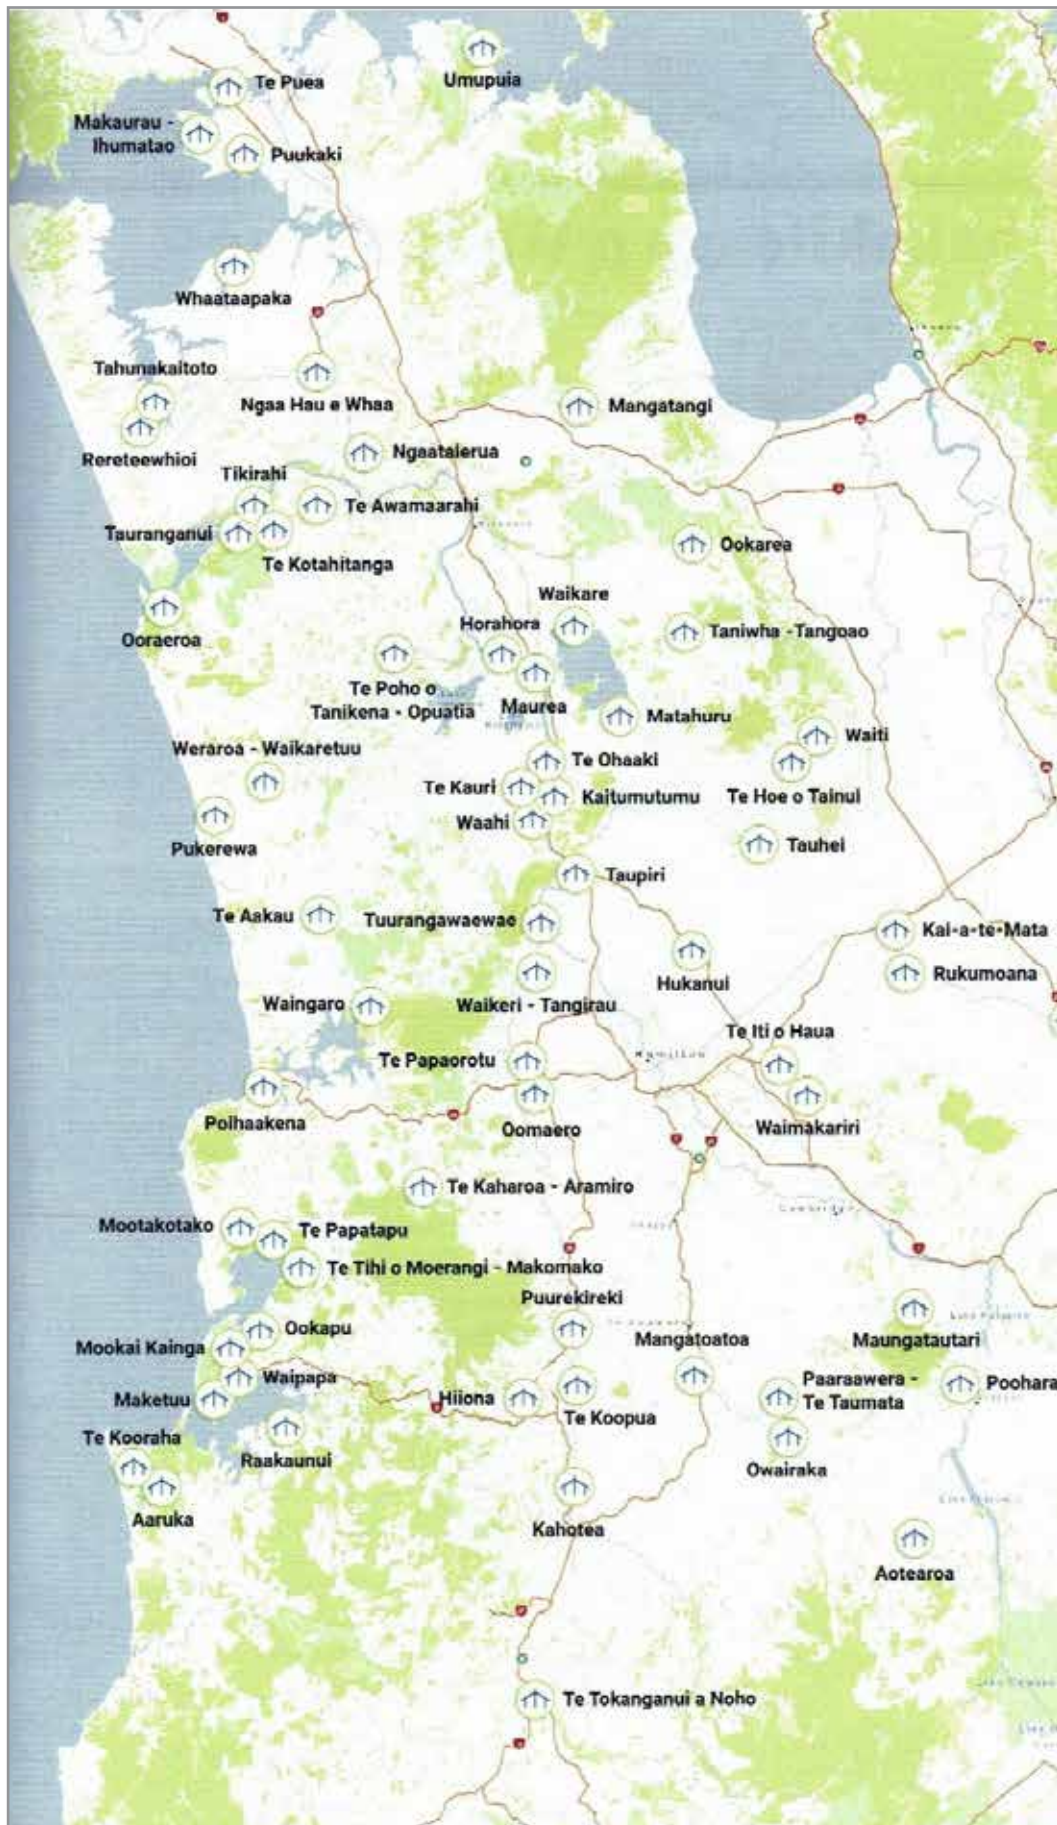 Umupuia
Te Puea
Makaurau -
Ihumatao
Puukaki
Whaataapaka
Tahunakaitoto
Ngaa Hau e Whaa
Mangatangi
Rereteewhioi
Ngaataierua
Tikirahi
Te Awamaarahi
Tauranganui
Te Kotahitanga
Ookarea
Ooraeroa
Waikare
Horahora
Taniwha -Tangoao
Te Poho o
Tanikena - Opuatia
Maurea
Matahuru
Waiti
Weraroa - Waikaretuu
Te Ohaaki
Te Kauri
Kaitumutumu
Te Hoe o Tainui
Pukerewa
Waahi
Tauhei
Taupiri
Te Aakau
Tuurangawaewae
Kai-a-te-Mata
Hukanui
Rukumoana
Waingaro
Waikeri - Tangirau
Te Iti o Haua
Te Papaorotu
Hamilton
Poihaakena
Oomaero
Waimakariri
Te Kaharoa - Aramiro
Cambridge
Mootakotako
Te Papatapu
Te Tihi o Moerangi - Makomako
Puurekireki
Ookapu
Mangatoatoa
Maungatautari
Mookai Kainga
Waipapa
Paaraawera -
Te Taumata
Poohara
Maketuu
Hiiona
Te Koopua
Te Kooraha
Raakaunui
Owairaka
Aaruka
Kahotea
Aotearoa
Te Tokanganui a Noho